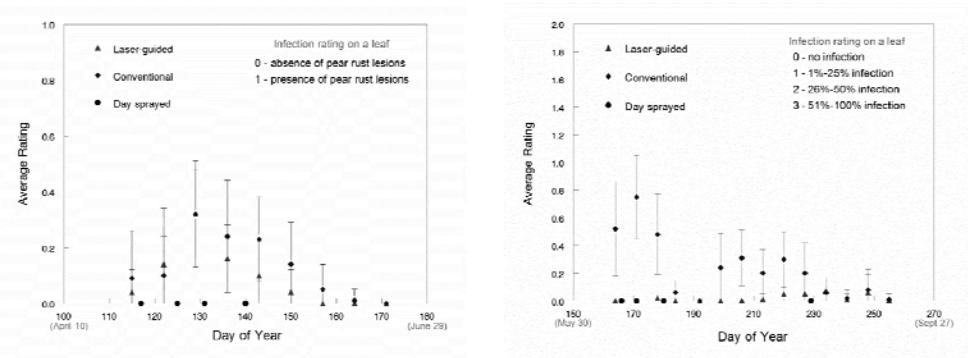 1.0
0.8
0.6
0.4
0.2
0.0
Average Rating
Laser-guided
Conventional
Day sprayed
Infection rating on a leaf
0 - absence of pear rust lesions
1 - presence of pear rust lesions
100 110 120 130 140 150 160 170 180
(April 10) (June 29)
Day of Year
2.0
1.8
1.6
1.4
1.2
1.0
0.8
0.6
0.4
0.2
0.0
Average Rating
Laser-guided
Conventional
Day sprayed
Infection rating on a leaf
0 - no infection
1 - 1%-25% infection
2 - 26%-50% infection
3 - 51%-100% infection
150 170 190 210 230 250 270
(May 30) (Sept 27)
Day of Year